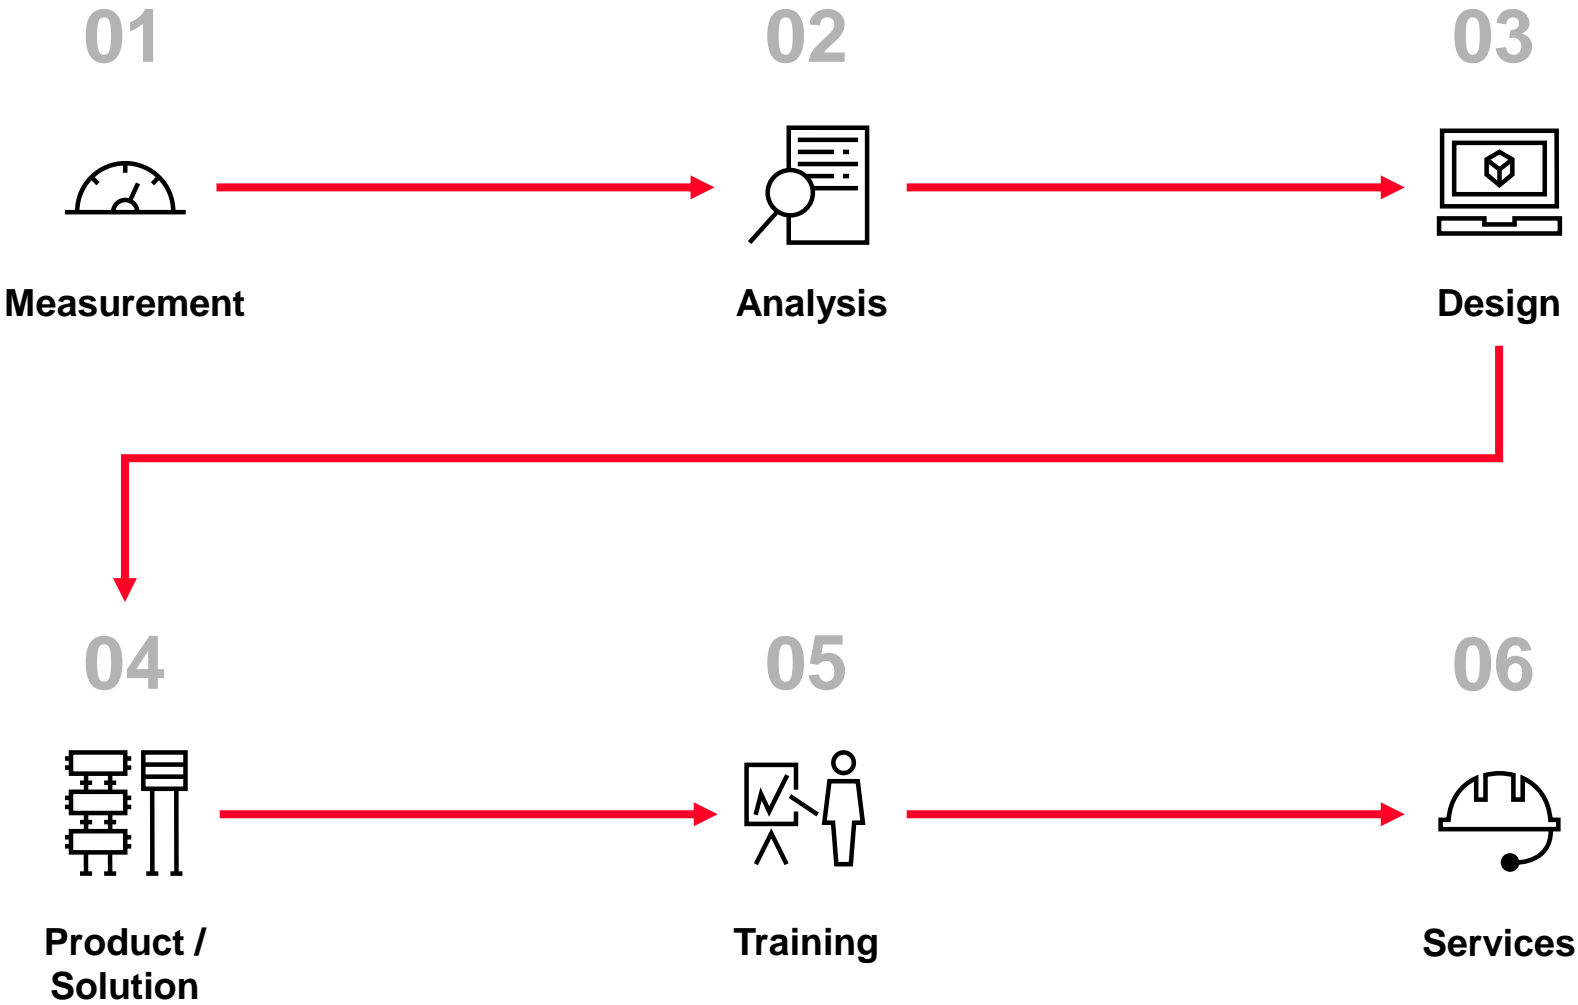 01
02
03
Measurement
Analysis
Design
04
05
06
Product /
Solution
Training
Services